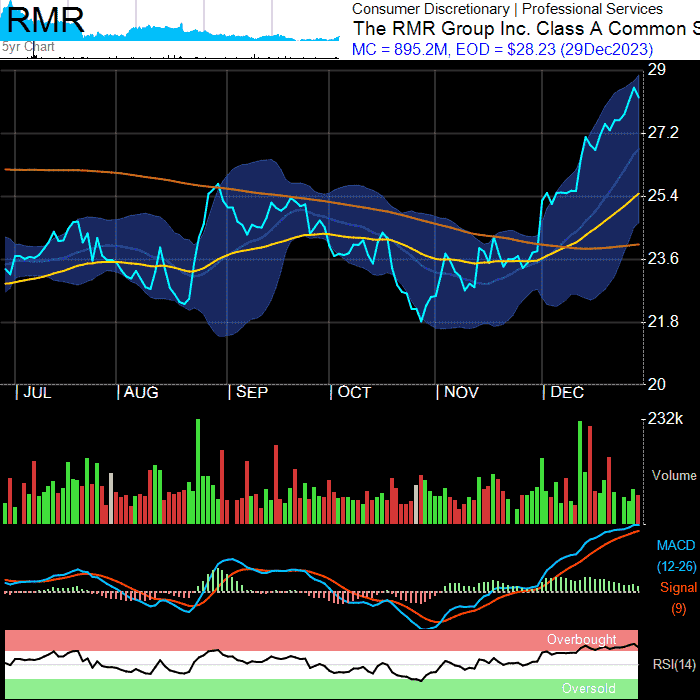 RMR
5yr Chart
Consumer Discretionary | Professional Services
The RMR Group Inc. Class A Common S
MC = 895.2M, EOD = $28.23 (29Dec2023)
29
27.2
25.4
23.6
21.8
20
| JUL | AUG | SEP | OCT | NOV | DEC
232k
Volume
MACD
(12-26)
Signal
(9)
Overbought
RSI(14)
Oversold